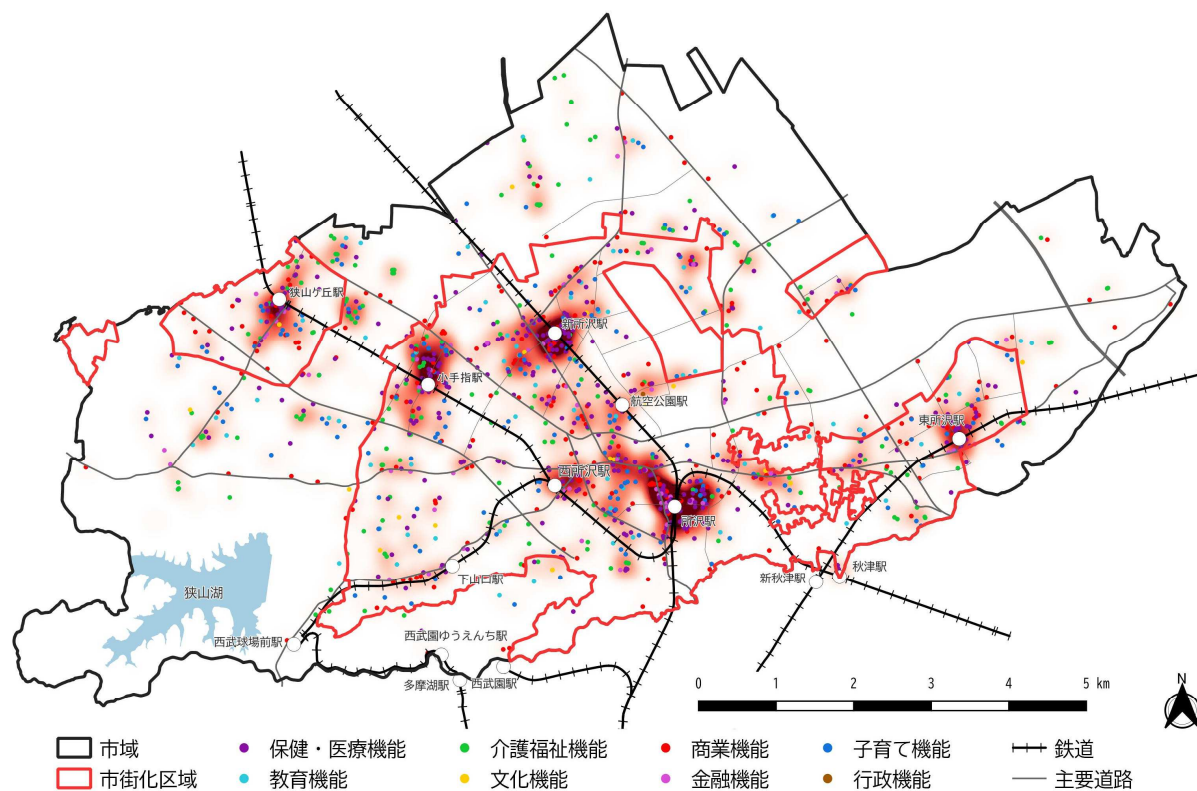 狭山ケ丘駅
新所沢駅
小手指駅
航空公園駅
東所沢駅
西所沢駅
所沢駅
下山口駅
新秋津駅
秋津駅
狭山湖
西武球場前駅
西武園ゆうえんち駅
多摩湖駅
西武園駅
0 1 2 3 4 5 km
N
市域
保健・医療機能
介護福祉機能
商業機能
子育て機能
鉄道
市街化区域
教育機能
文化機能
金融機能
行政機能
主要道路